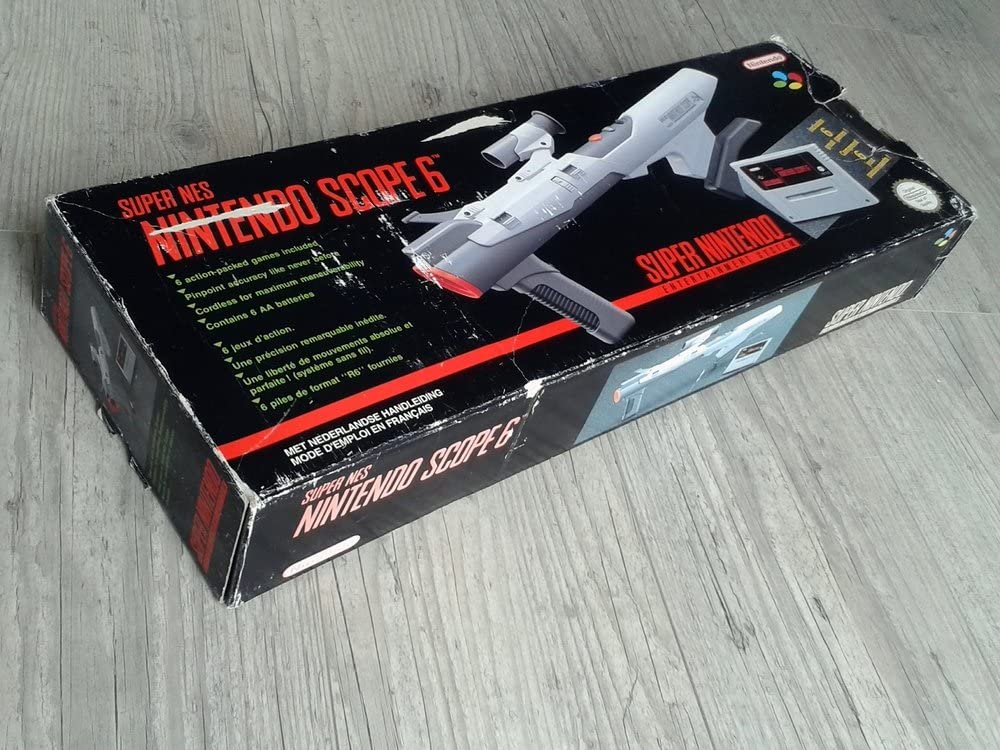 Nintendo
SUPER NES
NINTENDO SCOPE 6™
6 action-packed games included
Pinpoint accuracy like never before
Cordless for maximum maneuverability
Contains 6 AA batteries
6 jeux d'action.
Une précision remarquable inédite.
Une liberté de mouvements absolue et
parfaite ! (système sans fil).
6 piles de format "R6" fournies
MET NEDERLANDSE HANDLEIDING
MODE D'EMPLOI EN FRANÇAIS
SUPER NINTENDO
ENTERTAINMENT SYSTEM
SUPER NES
NINTENDO SCOPE 6
SUPER NINTENDO